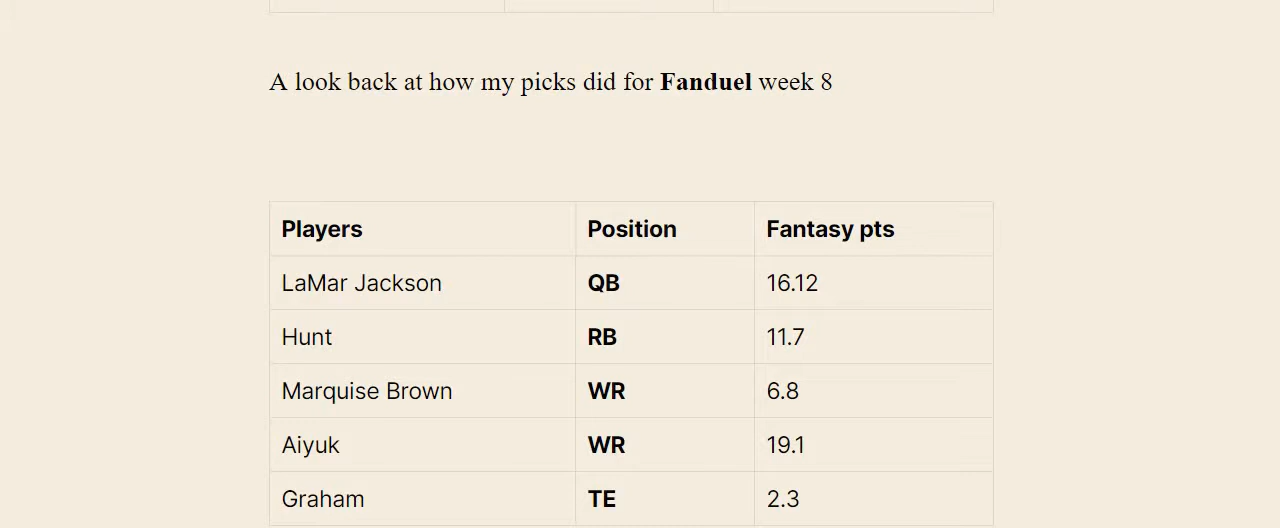 A look back at how my picks did for Fanduel week 8
Players Position Fantasy pts
LaMar Jackson QB 16.12
Hunt RB 11.7
Marquise Brown WR 6.8
Aiyuk WR 19.1
Graham TE 2.3